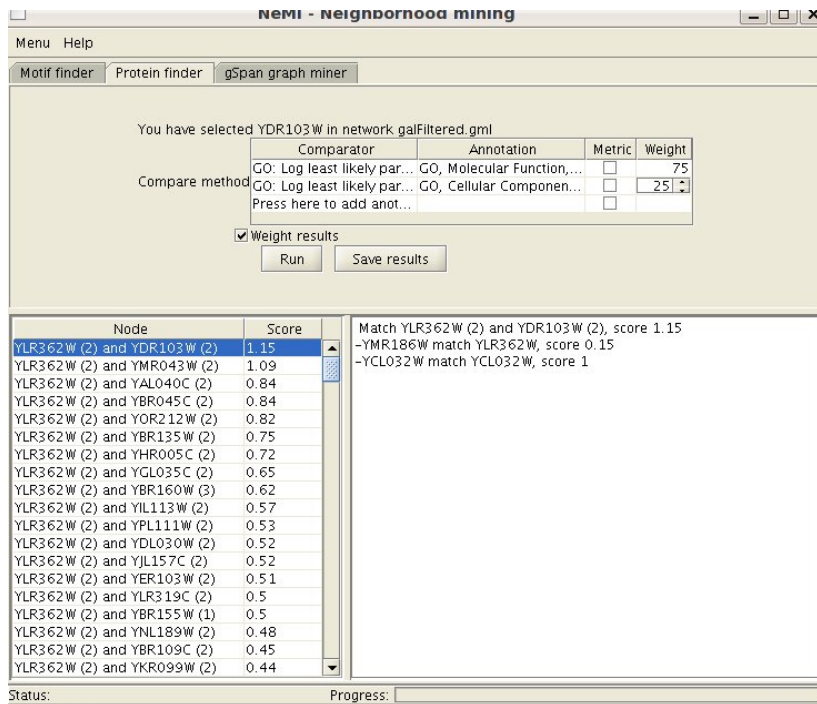 NeMi - Neighborhood mining
Menu Help
Motif finder Protein finder gSpan graph miner
You have selected YDR103W in network galFiltered.gml
Comparator Annotation Metric Weight
GO: Log least likely par... GO, Molecular Function,... 75
Compare method GO: Log least likely par... GO, Cellular Componen... 25
Press here to add anot...
Weight results
Run Save results
Node Score
YLR362W (2) and YDR103W (2) 1.15
YLR362W (2) and YMR043W (2) 1.09
YLR362W (2) and YAL040C (2) 0.84
YLR362W (2) and YBR045C (2) 0.84
YLR362W (2) and YOR212W (2) 0.82
YLR362W (2) and YBR135W (2) 0.75
YLR362W (2) and YHR005C (2) 0.72
YLR362W (2) and YGL035C (2) 0.65
YLR362W (2) and YBR160W (3) 0.62
YLR362W (2) and YIL113W (2) 0.57
YLR362W (2) and YPL111W (2) 0.53
YLR362W (2) and YDL030W (2) 0.52
YLR362W (2) and YJL157C (2) 0.52
YLR362W (2) and YER103W (2) 0.51
YLR362W (2) and YLR319C (2) 0.5
YLR362W (2) and YBR155W (1) 0.5
YLR362W (2) and YNL189W (2) 0.48
YLR362W (2) and YBR109C (2) 0.45
YLR362W (2) and YKR099W (2) 0.44
Match YLR362W (2) and YDR103W (2), score 1.15
-YMR186W match YLR362W, score 0.15
-YCL032W match YCL032W, score 1
Status: Progress: